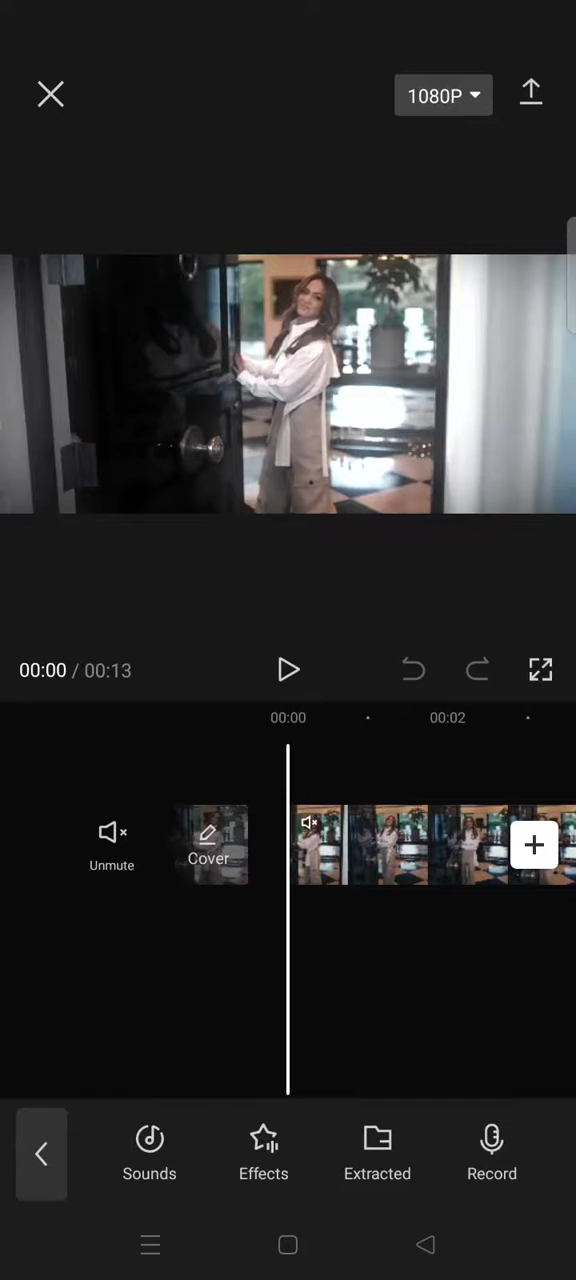 1080P
00:00 / 00:13
00:00
00:02
Unmute
Cover
Sounds
Effects
Extracted
Record